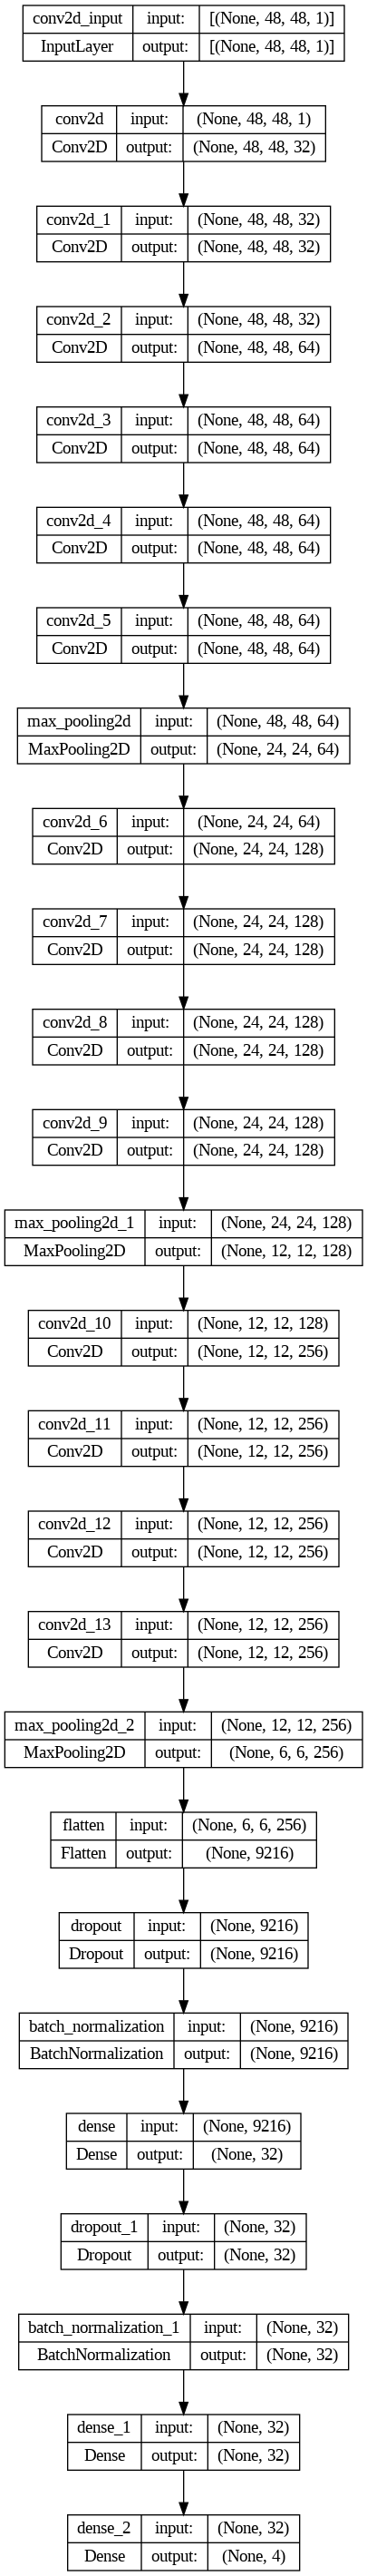 conv2d_input input: [(None, 48, 48, 1)]
InputLayer output: [(None, 48, 48, 1)]
conv2d input: (None, 48, 48, 1)
Conv2D output: (None, 48, 48, 32)
conv2d_1 input: (None, 48, 48, 32)
Conv2D output: (None, 48, 48, 32)
conv2d_2 input: (None, 48, 48, 32)
Conv2D output: (None, 48, 48, 64)
conv2d_3 input: (None, 48, 48, 64)
Conv2D output: (None, 48, 48, 64)
conv2d_4 input: (None, 48, 48, 64)
Conv2D output: (None, 48, 48, 64)
conv2d_5 input: (None, 48, 48, 64)
Conv2D output: (None, 48, 48, 64)
max_pooling2d input: (None, 48, 48, 64)
MaxPooling2D output: (None, 24, 24, 64)
conv2d_6 input: (None, 24, 24, 64)
Conv2D output: (None, 24, 24, 128)
conv2d_7 input: (None, 24, 24, 128)
Conv2D output: (None, 24, 24, 128)
conv2d_8 input: (None, 24, 24, 128)
Conv2D output: (None, 24, 24, 128)
conv2d_9 input: (None, 24, 24, 128)
Conv2D output: (None, 24, 24, 128)
max_pooling2d_1 input: (None, 24, 24, 128)
MaxPooling2D output: (None, 12, 12, 128)
conv2d_10 input: (None, 12, 12, 128)
Conv2D output: (None, 12, 12, 256)
conv2d_11 input: (None, 12, 12, 256)
Conv2D output: (None, 12, 12, 256)
conv2d_12 input: (None, 12, 12, 256)
Conv2D output: (None, 12, 12, 256)
conv2d_13 input: (None, 12, 12, 256)
Conv2D output: (None, 12, 12, 256)
max_pooling2d_2 input: (None, 12, 12, 256)
MaxPooling2D output: (None, 6, 6, 256)
flatten input: (None, 6, 6, 256)
Flatten output: (None, 9216)
dropout input: (None, 9216)
Dropout output: (None, 9216)
batch_normalization input: (None, 9216)
BatchNormalization output: (None, 9216)
dense input: (None, 9216)
Dense output: (None, 32)
dropout_1 input: (None, 32)
Dropout output: (None, 32)
batch_normalization_1 input: (None, 32)
BatchNormalization output: (None, 32)
dense_1 input: (None, 32)
Dense output: (None, 32)
dense_2 input: (None, 32)
Dense output: (None, 4)